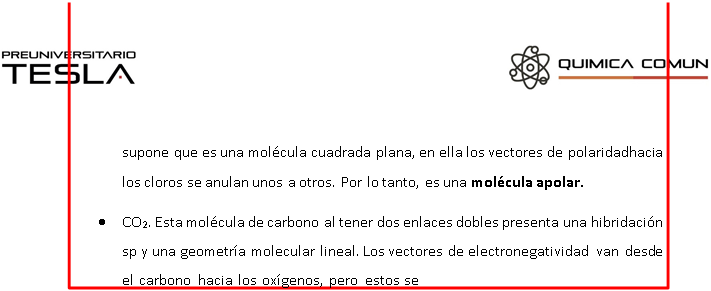 PREUNIVERSITARIO
TESLA
QUIMICA COMUN
supone que es una molécula cuadrada plana, en ella los vectores de polaridadhacia
los cloros se anulan unos a otros. Por lo tanto, es una molécula apolar.
• CO₂. Esta molécula de carbono al tener dos enlaces dobles presenta una hibridación
sp y una geometría molecular lineal. Los vectores de electronegatividad van desde
el carbono hacia los oxígenos, pero estos se